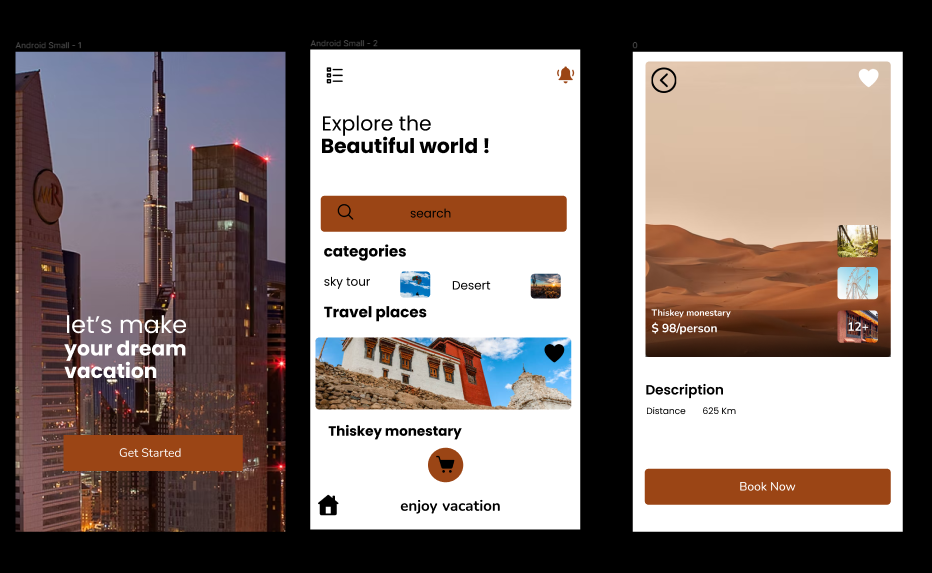 Android Small - 1
let's make
your dream
vacation
Get Started
Android Small - 2
Explore the
Beautiful world !
search
categories
sky tour
Desert
Travel places
Thiskey monestary
enjoy vacation
0
Thiskey monestary
$ 98/person
12+
Description
Distance 625 Km
Book Now